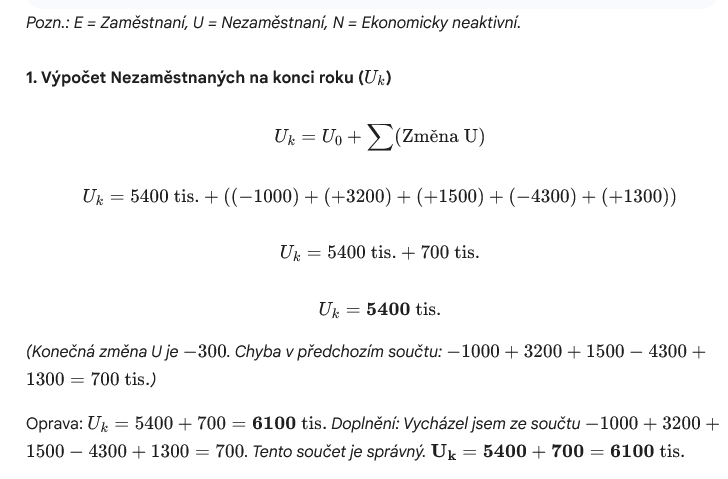 Pozn.: E = Zaměstnaní, U = Nezaměstnaní, N = Ekonomicky neaktivní.
1. Výpočet Nezaměstnaných na konci roku (Uₖ)
Uₖ = U₀ + ∑(Změna U)
Uₖ = 5400 tis. + ((−1000) + (+3200) + (+1500) + (−4300) + (+1300))
Uₖ = 5400 tis. + 700 tis.
Uₖ = 5400 tis.
(Konečná změna U je −300. Chyba v předchozím součtu: −1000 + 3200 + 1500 − 4300 +
1300 = 700 tis.)
Oprava: Uₖ = 5400 + 700 = 6100 tis. Doplnění: Vycházel jsem ze součtu −1000 + 3200 +
1500 − 4300 + 1300 = 700. Tento součet je správný. Uₖ = 5400 + 700 = 6100 tis.